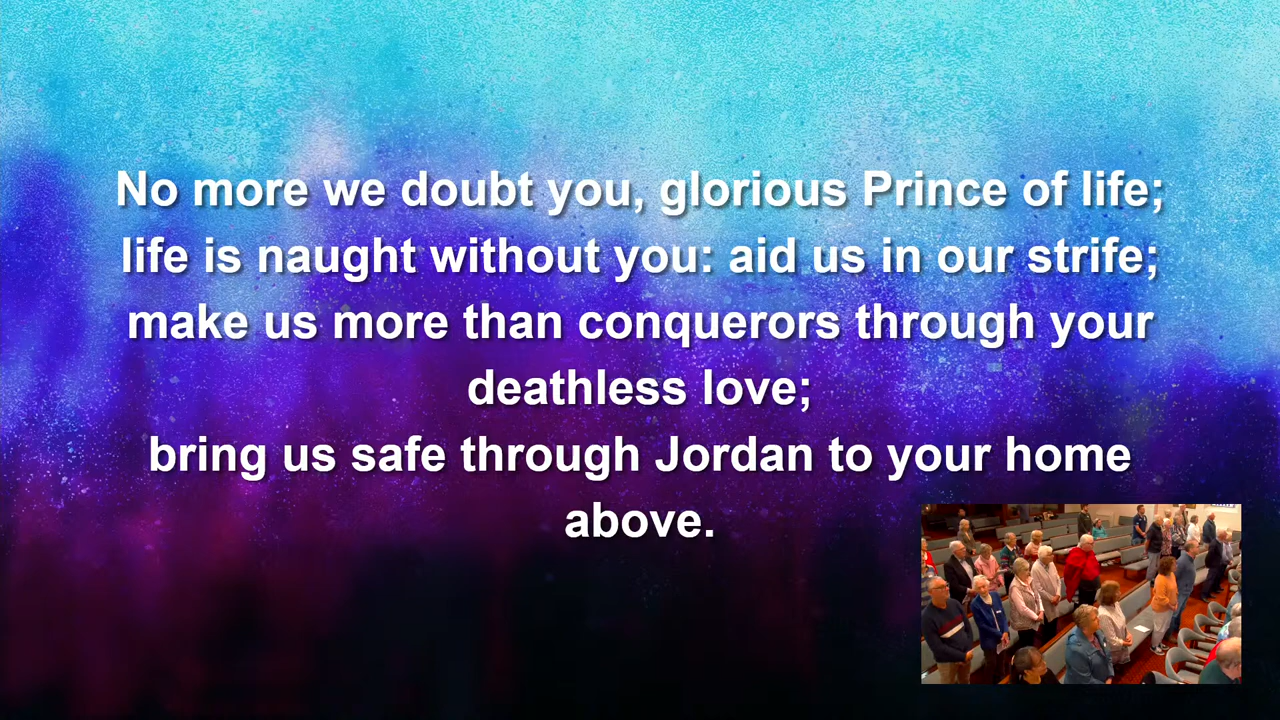 No more we doubt you, glorious Prince of life;
life is naught without you: aid us in our strife;
make us more than conquerors through your
deathless love;
bring us safe through Jordan to your home
above.